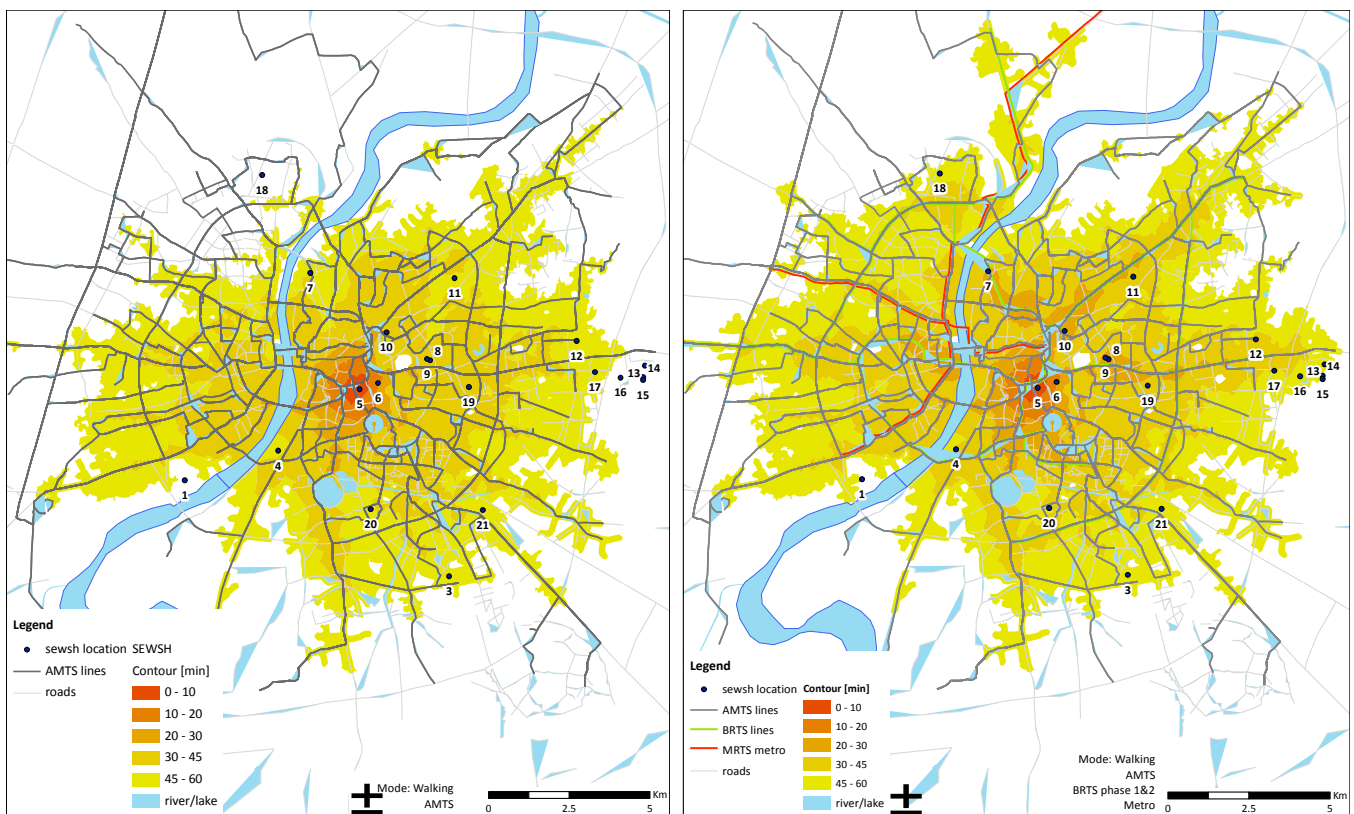 18
7
11
10
12
8
9
14
13
17
16
15
5
6
19
4
1
20
21
3
Legend
sewsh location SEWSH
AMTS lines Contour [min]
roads
0 - 10
10 - 20
20 - 30
30 - 45
45 - 60
river/lake
Mode: Walking
AMTS
Km
0 2.5 5
18
7
11
10
12
8
9
14
13
17
16
15
5
6
19
4
1
20
21
3
Legend
sewsh location Contour [min]
AMTS lines
BRTS lines
MRTS metro
roads
0 - 10
10 - 20
20 - 30
30 - 45
45 - 60
river/lake
Mode: Walking
AMTS
BRTS phase 1&2
Metro
Km
0 2.5 5